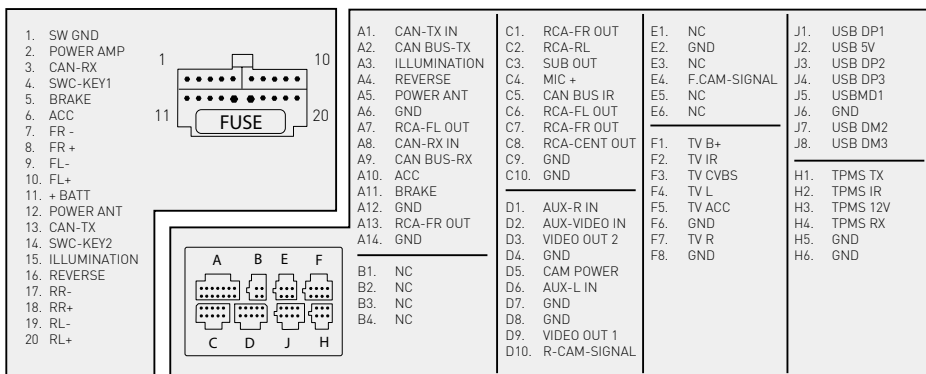 1. SW GND
2. POWER AMP
3. CAN-RX
4. SWC-KEY1
5. BRAKE
6. ACC
7. FR -
8. FR +
9. FL-
10. FL+
11. + BATT
12. POWER ANT
13. CAN-TX
14. SWC-KEY2
15. ILLUMINATION
16. REVERSE
17. RR-
18. RR+
19. RL-
20 RL+
1 10
11 20
FUSE
A B E F
C D J H
A1. CAN-TX IN
A2. CAN BUS-TX
A3. ILLUMINATION
A4. REVERSE
A5. POWER ANT
A6. GND
A7. RCA-FL OUT
A8. CAN-RX IN
A9. CAN BUS-RX
A10. ACC
A11. BRAKE
A12. GND
A13. RCA-FR OUT
A14. GND
B1. NC
B2. NC
B3. NC
B4. NC
C1. RCA-FR OUT
C2. RCA-RL
C3. SUB OUT
C4. MIC +
C5. CAN BUS IR
C6. RCA-FL OUT
C7. RCA-FR OUT
C8. RCA-CENT OUT
C9. GND
C10. GND
D1. AUX-R IN
D2. AUX-VIDEO IN
D3. VIDEO OUT 2
D4. GND
D5. CAM POWER
D6. AUX-L IN
D7. GND
D8. GND
D9. VIDEO OUT 1
D10. R-CAM-SIGNAL
E1. NC
E2. GND
E3. NC
E4. F.CAM-SIGNAL
E5. NC
E6. NC
F1. TV B+
F2. TV IR
F3. TV CVBS
F4. TV L
F5. TV ACC
F6. GND
F7. TV R
F8. GND
J1. USB DP1
J2. USB 5V
J3. USB DP2
J4. USB DP3
J5. USBMD1
J6. GND
J7. USB DM2
J8. USB DM3
H1. TPMS TX
H2. TPMS IR
H3. TPMS 12V
H4. TPMS RX
H5. GND
H6. GND